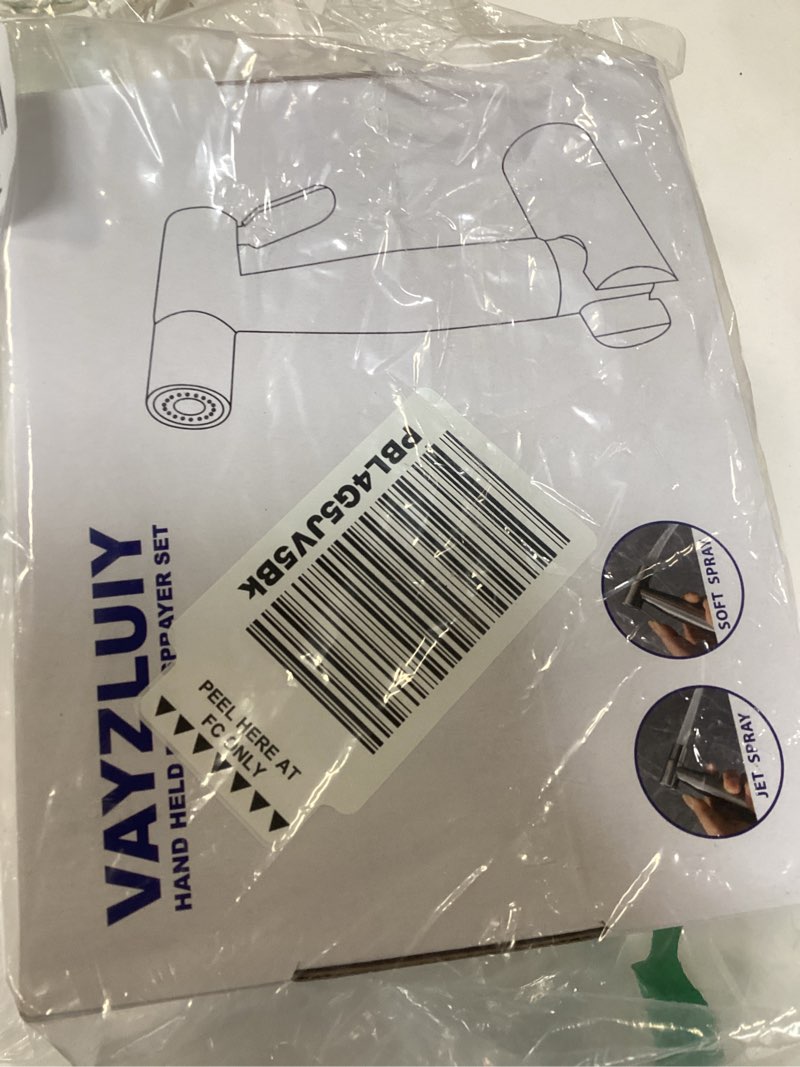 VAYZLUIY
HAND HELD SPRAYER SET
PBL4G5JV5Bk
PEEL HERE AT
FC ONLY
SOFT SPRAY
JET SPRAY